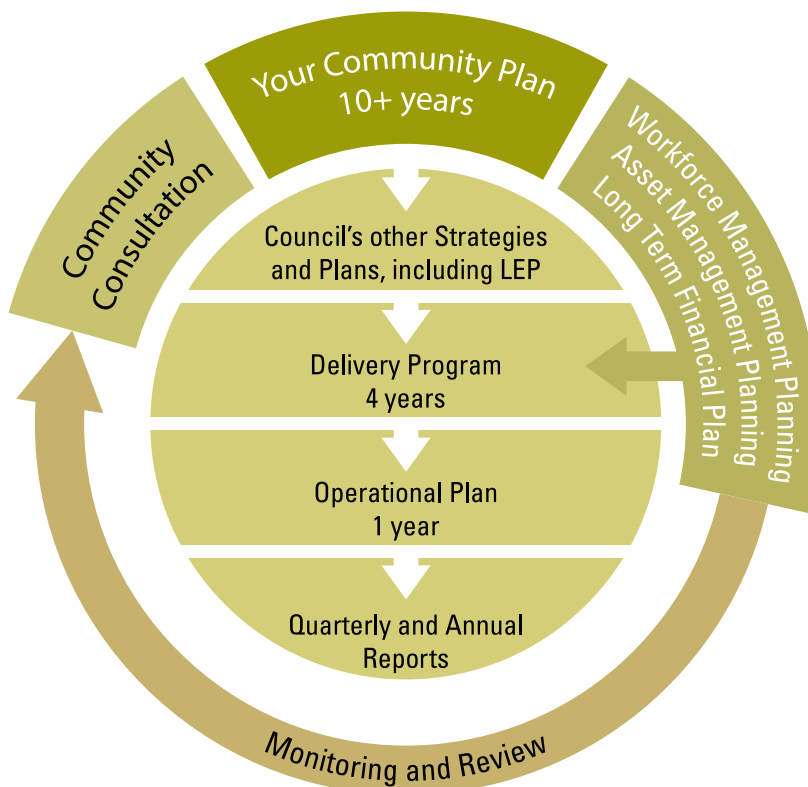 Your Community Plan
10+ years
Community
Consultation
Workforce Management Planning
Asset Management Planning
Long Term Financial Plan
Council’s other Strategies
and Plans, including LEP
Delivery Program
4 years
Operational Plan
1 year
Quarterly and Annual
Reports
Monitoring and Review